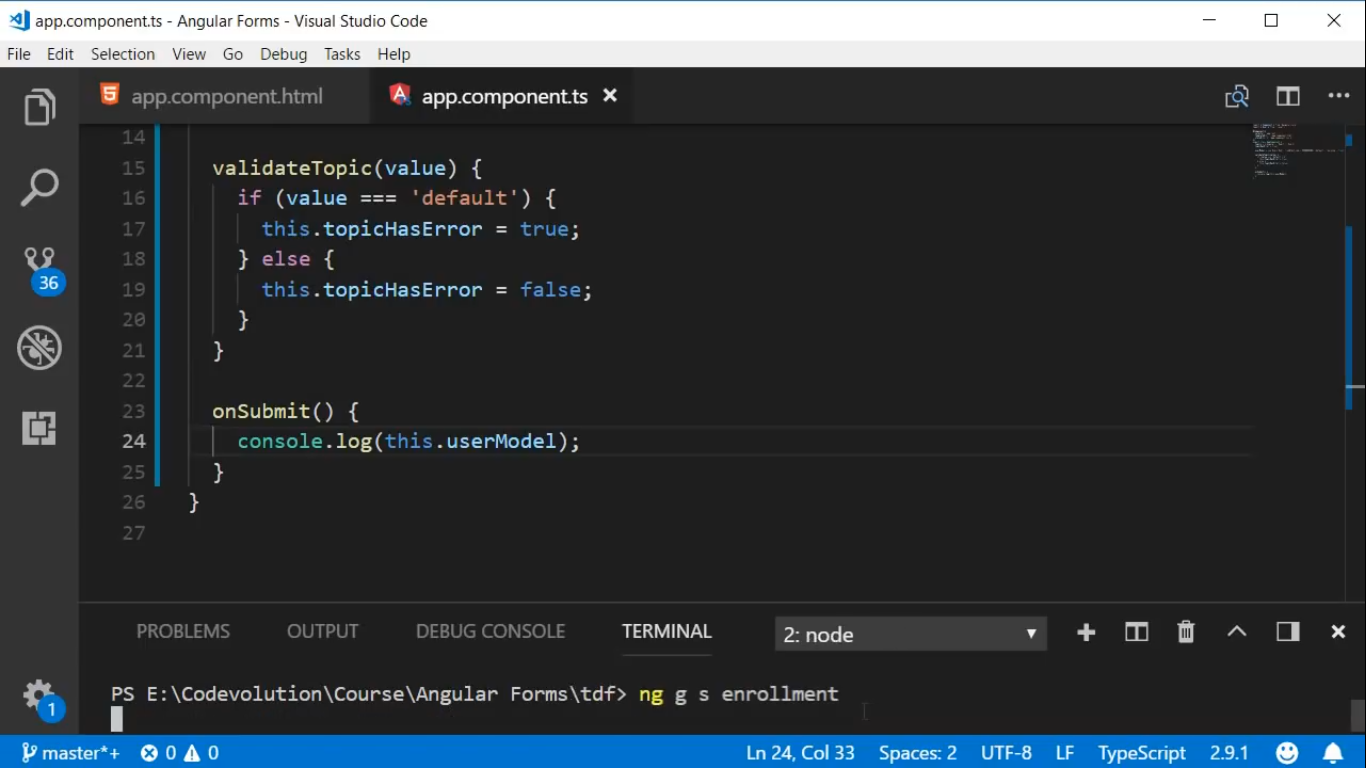 app.component.ts - Angular Forms - Visual Studio Code
File Edit Selection View Go Debug Tasks Help
app.component.html app.component.ts
14
15 validateTopic(value) {
16 if (value === 'default') {
17 this.topicHasError = true;
18 } else {
19 this.topicHasError = false;
20 }
21 }
22
23 onSubmit() {
24 console.log(this.userModel);
25 }
26 }
27
36
1
PROBLEMS OUTPUT DEBUG CONSOLE TERMINAL 2: node
PS E:\Codevolution\Course\Angular Forms\tdf> ng g s enrollment
master*+ 0 0 Ln 24, Col 33 Spaces: 2 UTF-8 LF TypeScript 2.9.1